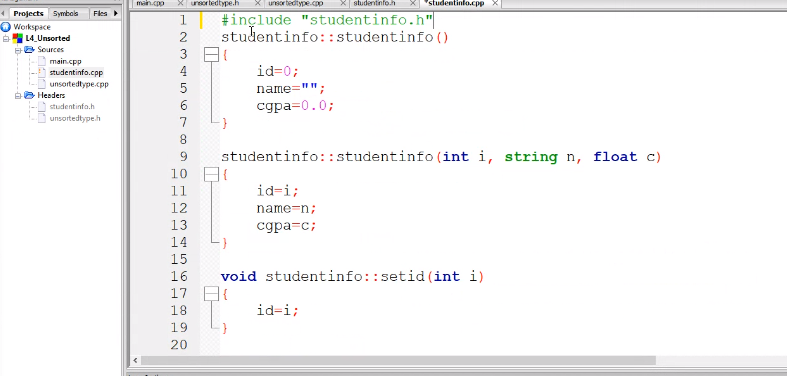 main.cpp
unsortedtype.h
unsortedtype.cpp
studentinfo.h
*studentinfo.cpp
Projects
Symbols
Files
Workspace
L4_Unsorted
Sources
main.cpp
studentinfo.cpp
unsortedtype.cpp
Headers
studentinfo.h
unsortedtype.h
1 #include "studentinfo.h"
2 studentinfo::studentinfo()
3 {
4 id=0;
5 name="";
6 cgpa=0.0;
7 }
8
9 studentinfo::studentinfo(int i, string n, float c)
10 {
11 id=i;
12 name=n;
13 cgpa=c;
14 }
15
16 void studentinfo::setid(int i)
17 {
18 id=i;
19 }
20